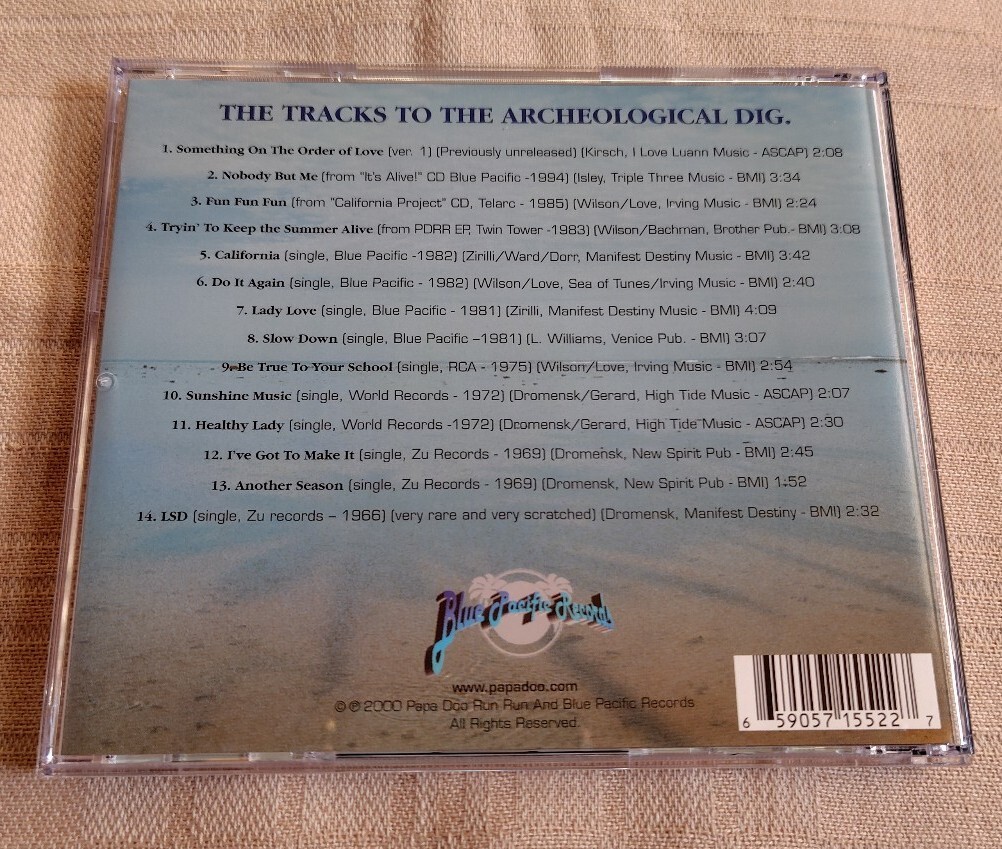 THE TRACKS TO THE ARCHEOLOGICAL DIG.
1. Something On The Order of Love (ver. 1) (Previously unreleased) (Kirsch, I Love Luann Music - ASCAP) 2:08
2. Nobody But Me (from "It's Alive!" CD Blue Pacific -1994) (Isley, Triple Three Music - BMI) 3:34
3. Fun Fun Fun (from "California Project" CD, Telarc - 1985) (Wilson/Love, Irving Music - BMI) 2:24
4. Tryin' To Keep the Summer Alive (from PDRR EP, Twin Tower -1983) (Wilson/Bachman, Brother Pub.- BMI) 3:08
5. California (single, Blue Pacific -1982) (Zirilli/Ward/Dorr, Manifest Destiny Music - BMI) 3:42
6. Do It Again (single, Blue Pacific - 1982) (Wilson/Love, Sea of Tunes/Irving Music - BMI) 2:40
7. Lady Love (single, Blue Pacific - 1981) (Zirilli, Manifest Destiny Music - BMI) 4:09
8. Slow Down (single, Blue Pacific –1981) (L. Williams, Venice Pub. - BMI) 3:07
9. Be True To Your School (single, RCA - 1975) (Wilson/Love, Irving Music - BMI) 2:54
10. Sunshine Music (single, World Records - 1972) (Dromensk/Gerard, High Tide Music - ASCAP) 2:07
11. Healthy Lady (single, World Records -1972) (Dromensk/Gerard, High Tide Music - ASCAP) 2:30
12. I've Got To Make It (single, Zu Records - 1969) (Dromensk, New Spirit Pub - BMI) 2:45
13. Another Season (single, Zu Records - 1969) (Dromensk, New Spirit Pub - BMI) 1:52
14. LSD (single, Zu records – 1966) (very rare and very scratched) (Dromensk, Manifest Destiny - BMI) 2:32
Blue Pacific Records
www.papadoo.com
© ℗ 2000 Papa Doo Run Run And Blue Pacific Records
All Rights Reserved.
6 59057 15522 7